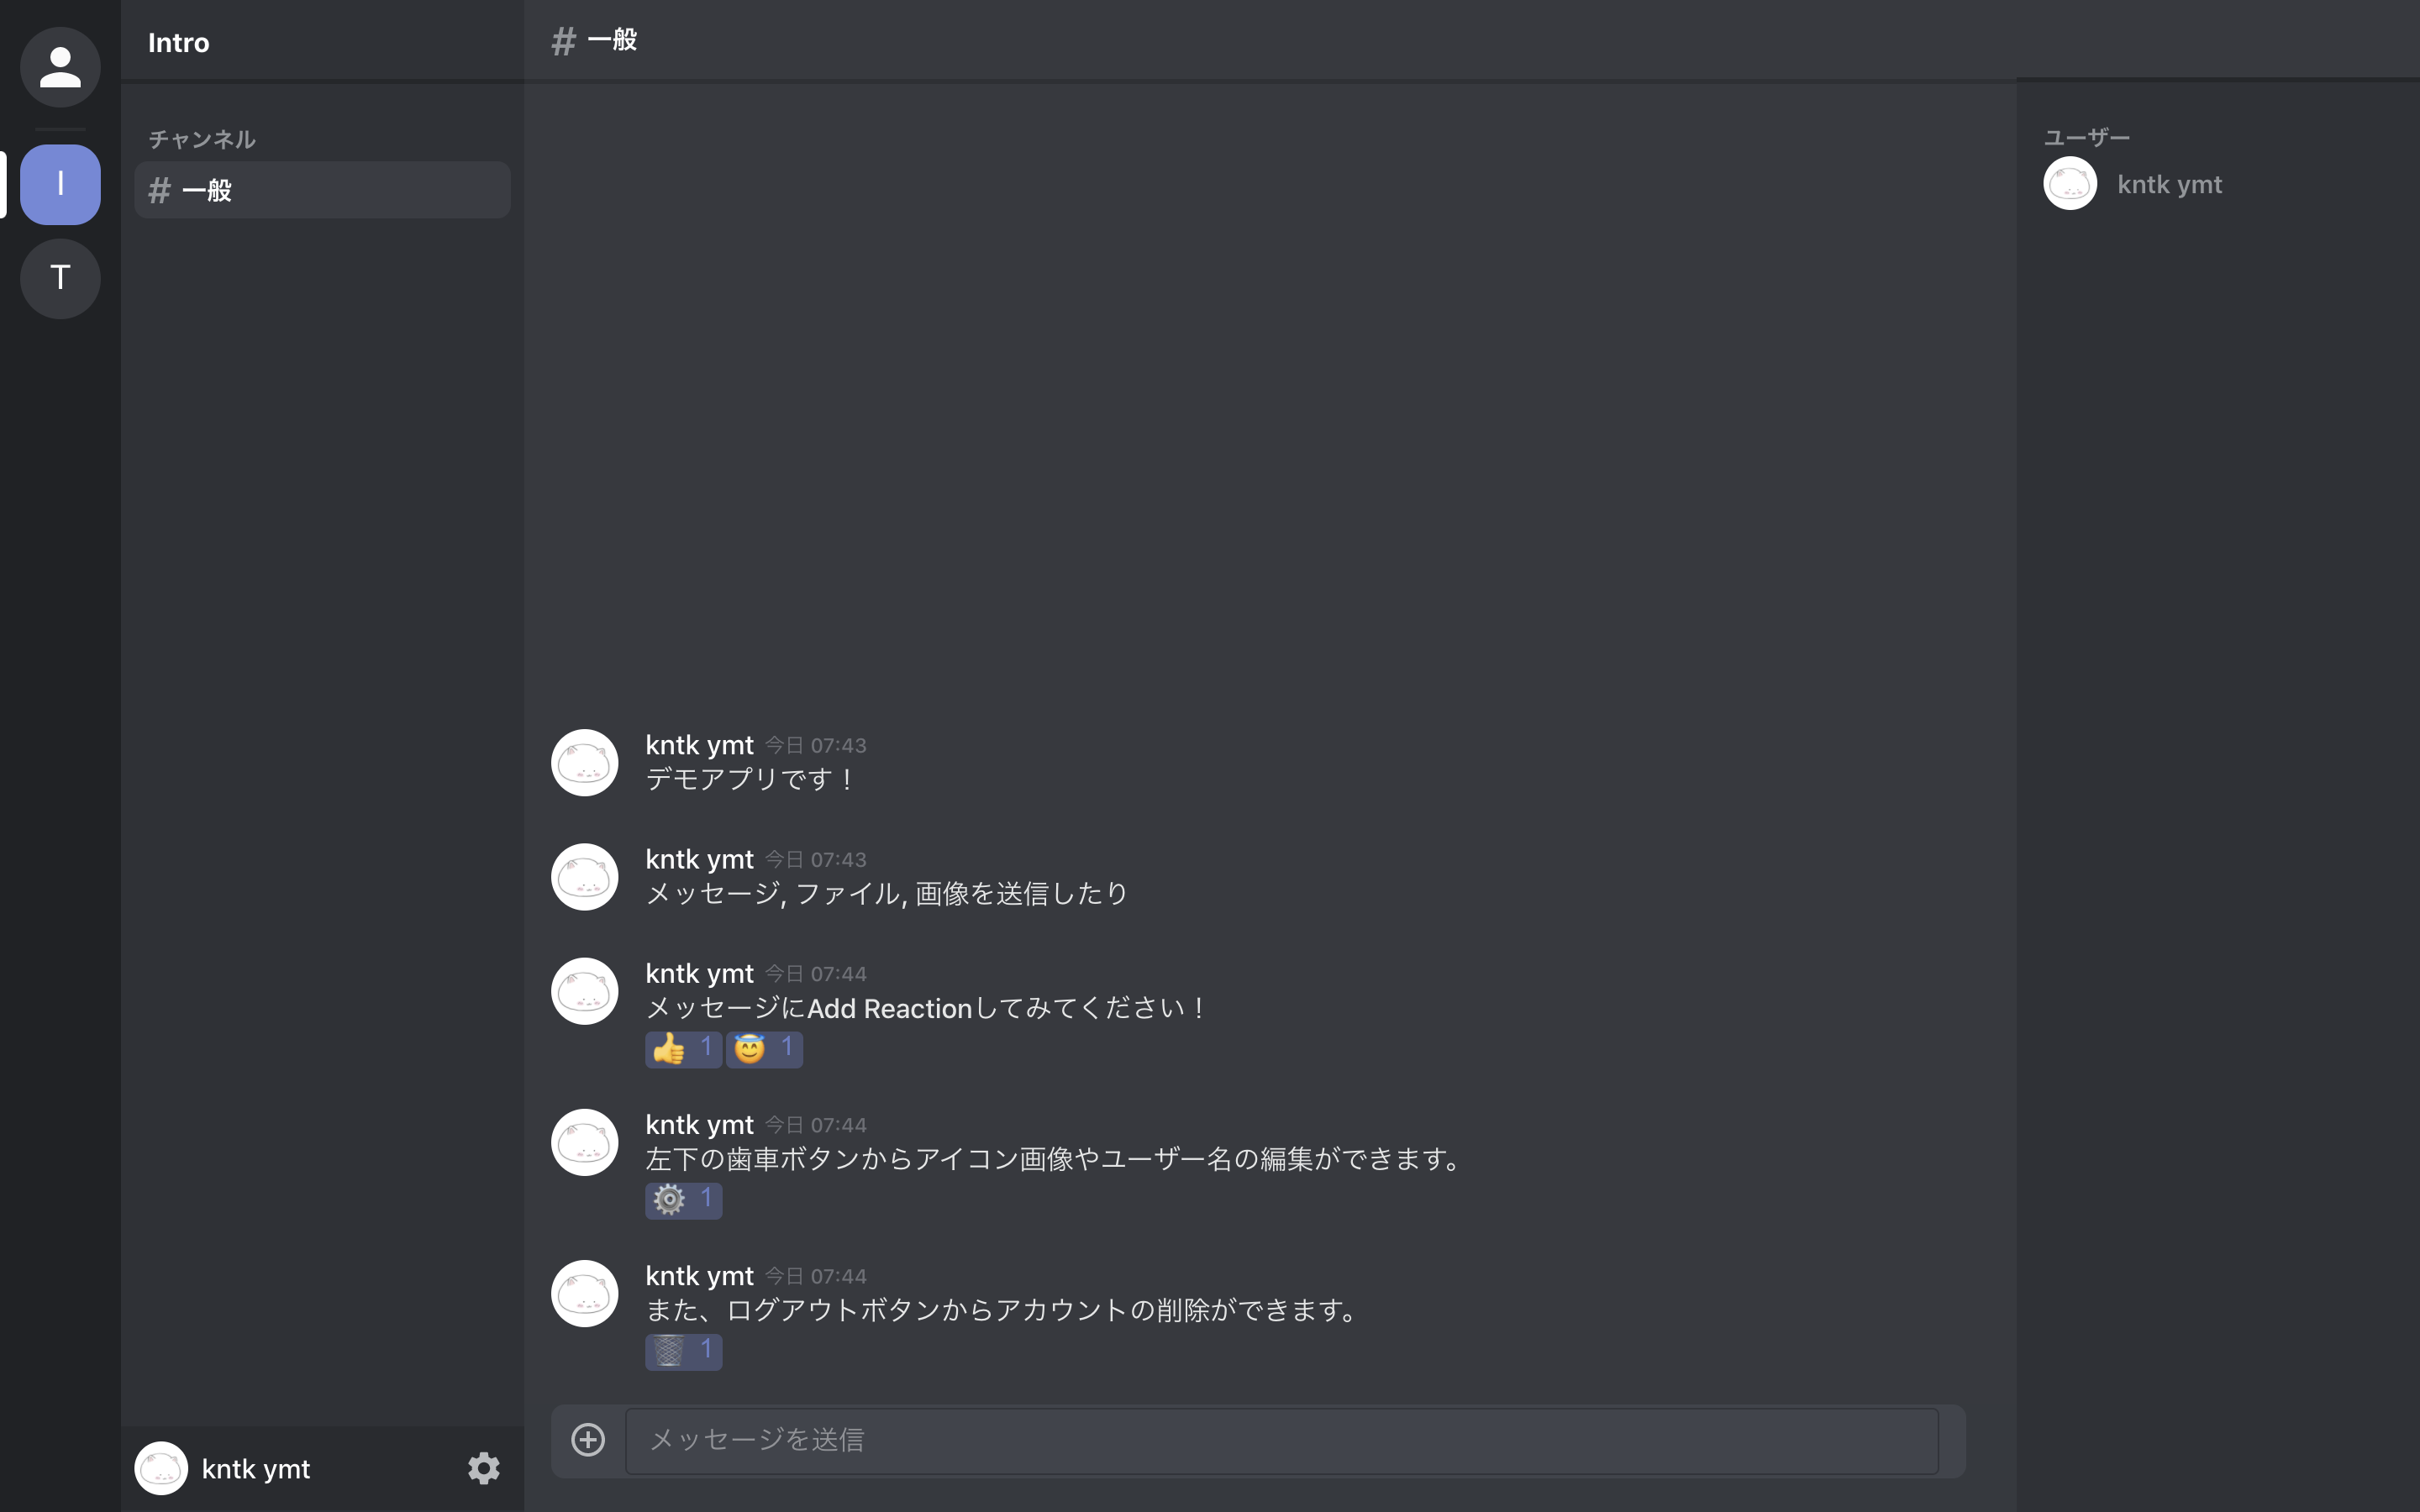 I
T
Intro
チャンネル
# 一般
kntk ymt
# 一般
kntk ymt 今日 07:43
デモアプリです！
kntk ymt 今日 07:43
メッセージ, ファイル, 画像を送信したり
kntk ymt 今日 07:44
メッセージにAdd Reactionしてみてください！
👍 1 😇 1
kntk ymt 今日 07:44
左下の歯車ボタンからアイコン画像やユーザー名の編集ができます。
⚙️ 1
kntk ymt 今日 07:44
また、ログアウトボタンからアカウントの削除ができます。
🗑️ 1
メッセージを送信
ユーザー
kntk ymt